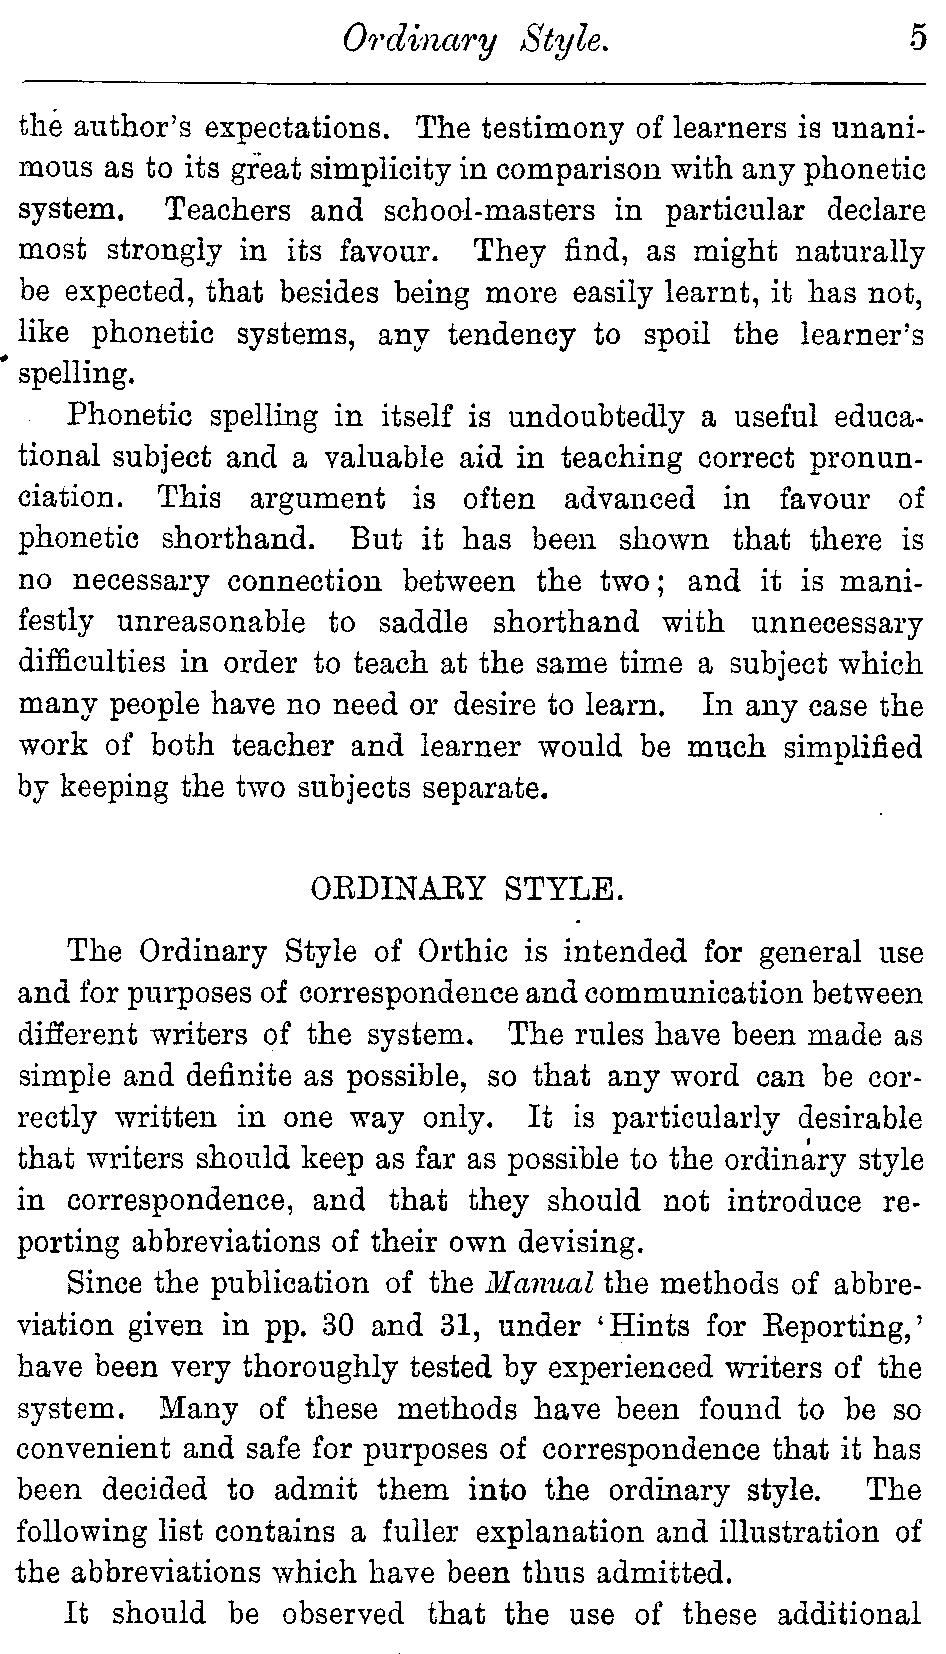 Ordinary Style. 5
the author's expectations. The testimony of learners is unani-
mous as to its great simplicity in comparison with any phonetic
system. Teachers and school-masters in particular declare
most strongly in its favour. They find, as might naturally
be expected, that besides being more easily learnt, it has not,
like phonetic systems, any tendency to spoil the learner's
spelling.
Phonetic spelling in itself is undoubtedly a useful educa-
tional subject and a valuable aid in teaching correct pronun-
ciation. This argument is often advanced in favour of
phonetic shorthand. But it has been shown that there is
no necessary connection between the two; and it is mani-
festly unreasonable to saddle shorthand with unnecessary
difficulties in order to teach at the same time a subject which
many people have no need or desire to learn. In any case the
work of both teacher and learner would be much simplified
by keeping the two subjects separate.
ORDINARY STYLE.
The Ordinary Style of Orthic is intended for general use
and for purposes of correspondence and communication between
different writers of the system. The rules have been made as
simple and definite as possible, so that any word can be cor-
rectly written in one way only. It is particularly desirable
that writers should keep as far as possible to the ordinary style
in correspondence, and that they should not introduce re-
porting abbreviations of their own devising.
Since the publication of the Manual the methods of abbre-
viation given in pp. 30 and 31, under 'Hints for Reporting,'
have been very thoroughly tested by experienced writers of the
system. Many of these methods have been found to be so
convenient and safe for purposes of correspondence that it has
been decided to admit them into the ordinary style. The
following list contains a fuller explanation and illustration of
the abbreviations which have been thus admitted.
It should be observed that the use of these additional